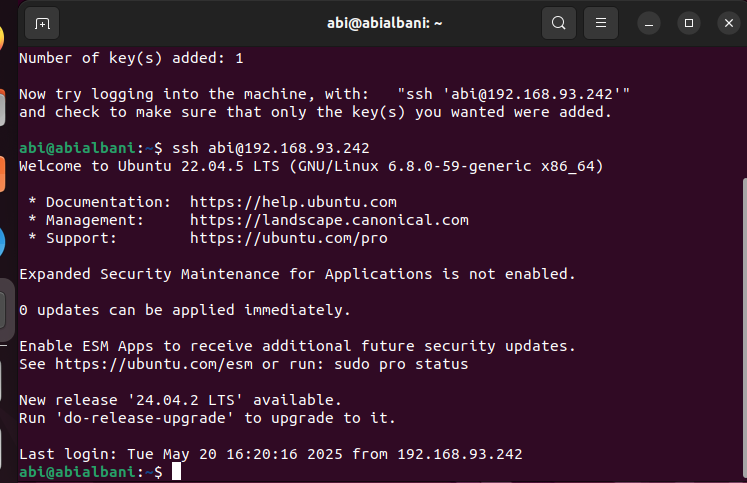 abi@abialbani: ~
Number of key(s) added: 1
Now try logging into the machine, with:   "ssh 'abi@192.168.93.242'"
and check to make sure that only the key(s) you wanted were added.
abi@abialbani:~$ ssh abi@192.168.93.242
Welcome to Ubuntu 22.04.5 LTS (GNU/Linux 6.8.0-59-generic x86_64)
 * Documentation:  https://help.ubuntu.com
 * Management:     https://landscape.canonical.com
 * Support:        https://ubuntu.com/pro
Expanded Security Maintenance for Applications is not enabled.
0 updates can be applied immediately.
Enable ESM Apps to receive additional future security updates.
See https://ubuntu.com/esm or run: sudo pro status
New release '24.04.2 LTS' available.
Run 'do-release-upgrade' to upgrade to it.
Last login: Tue May 20 16:20:16 2025 from 192.168.93.242
abi@abialbani:~$